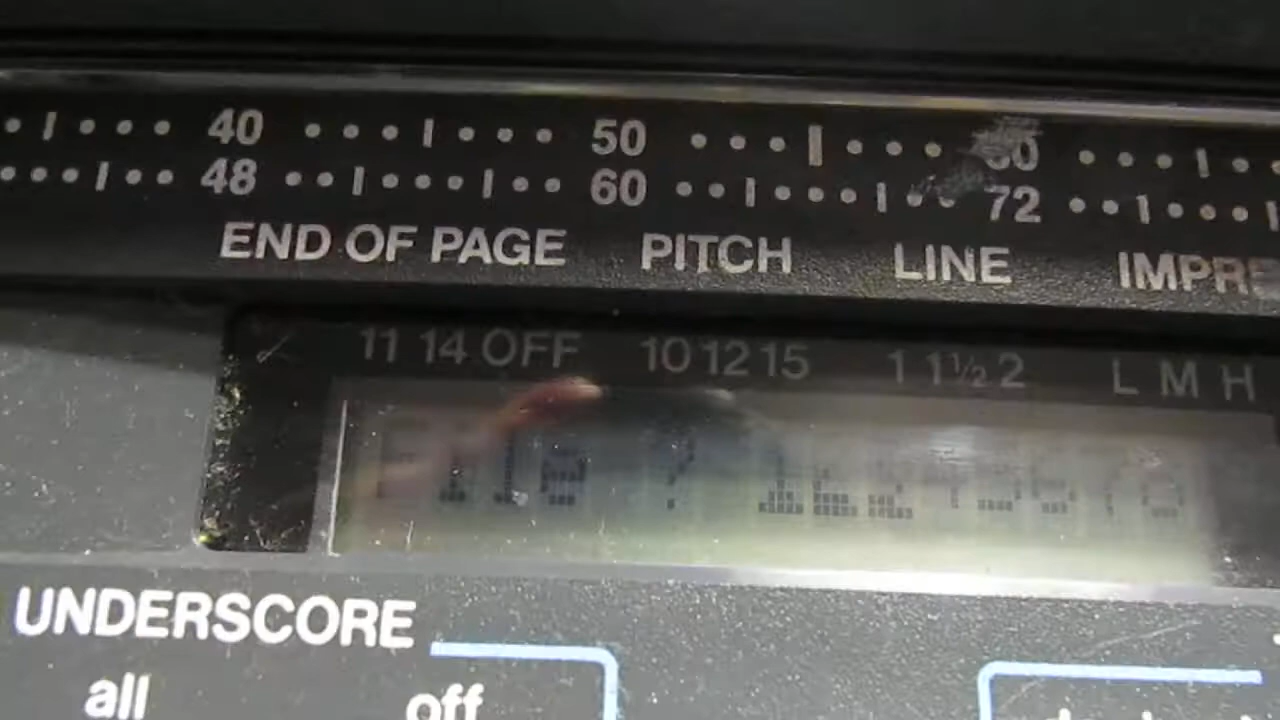 40 50 60
48 60 72
END OF PAGE PITCH LINE IMPRE
11 14 OFF 10 12 15 1 1½ 2 L M H
UNDERSCORE
all off